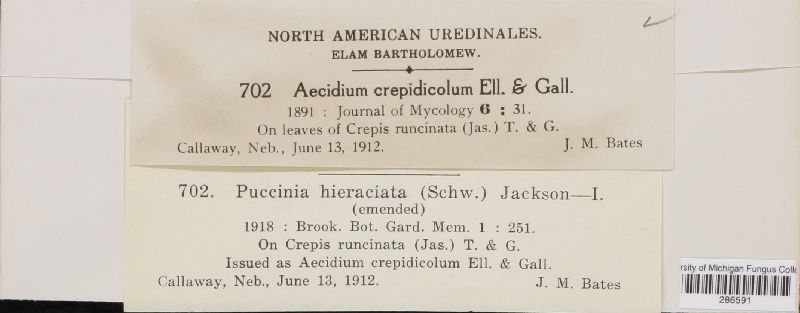 NORTH AMERICAN UREDINALES.
ELAM BARTHOLOMEW.
702 Aecidium crepidicolum Ell. & Gall.
1891 : Journal of Mycology 6 : 31.
On leaves of Crepis runcinata (Jas.) T. & G.
Callaway, Neb., June 13, 1912. J. M. Bates
702. Puccinia hieraciata (Schw.) Jackson—I.
(emended)
1918 : Brook. Bot. Gard. Mem. 1 : 251.
On Crepis runcinata (Jas.) T. & G.
Issued as Aecidium crepidicolum Ell. & Gall.
Callaway, Neb., June 13, 1912. J. M. Bates
rsity of Michigan Fungus Colle
286591